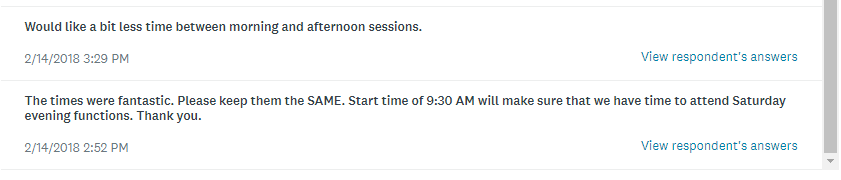 Would like a bit less time between morning and afternoon sessions.
2/14/2018 3:29 PM
View respondent's answers
The times were fantastic. Please keep them the SAME. Start time of 9:30 AM will make sure that we have time to attend Saturday
evening functions. Thank you.
2/14/2018 2:52 PM
View respondent's answers